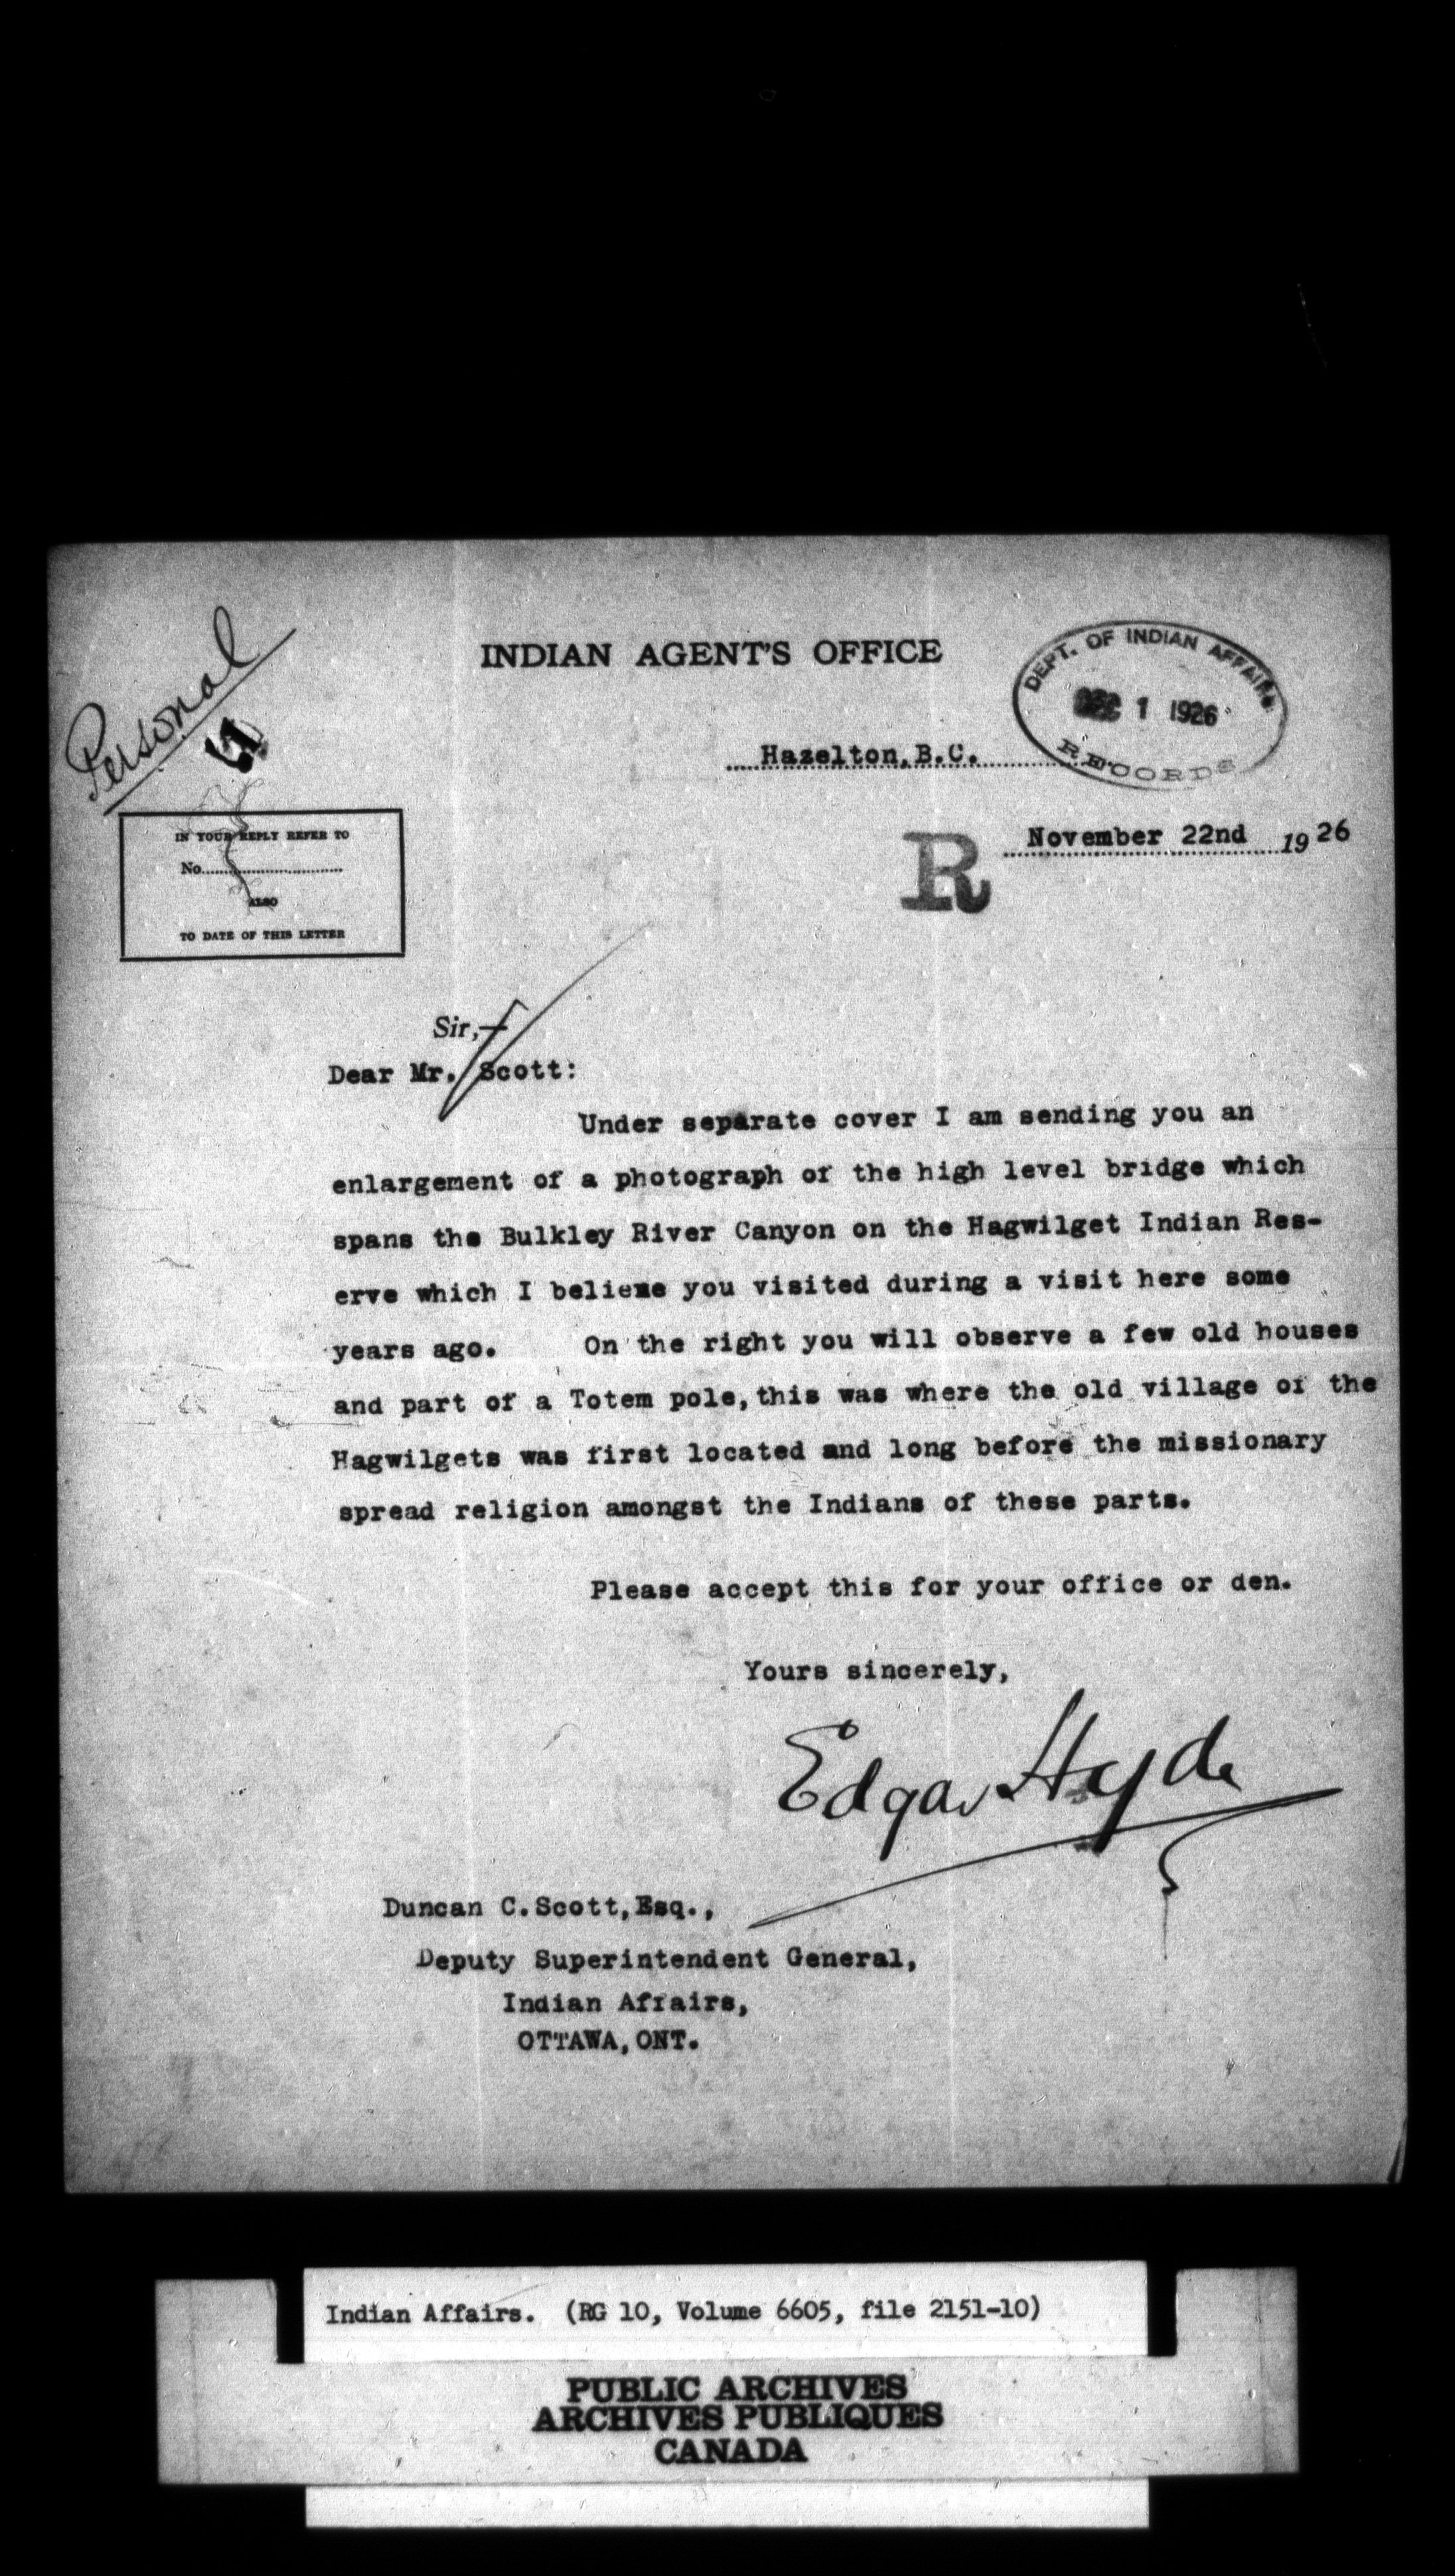 Personal
INDIAN AGENT'S OFFICE
DEPT. OF INDIAN AFFAIRS
DEC 1 1926
RECORDS
Hazelton, B.C.
IN YOUR REPLY REFER TO
No.
ALSO
TO DATE OF THIS LETTER
R
November 22nd 1926
Sir,—
Dear Mr. Scott:
Under separate cover I am sending you an
enlargement of a photograph of the high level bridge which
spans the Bulkley River Canyon on the Hagwilget Indian Res-
erve which I believe you visited during a visit here some
years ago. On the right you will observe a few old houses
and part of a Totem pole, this was where the old village of the
Hagwilgets was first located and long before the missionary
spread religion amongst the Indians of these parts.
Please accept this for your office or den.
Yours sincerely,
Edgar Hyde
Duncan C. Scott, Esq.,
Deputy Superintendent General,
Indian Affairs,
OTTAWA, ONT.
Indian Affairs. (RG 10, Volume 6605, file 2151-10)
PUBLIC ARCHIVES
ARCHIVES PUBLIQUES
CANADA